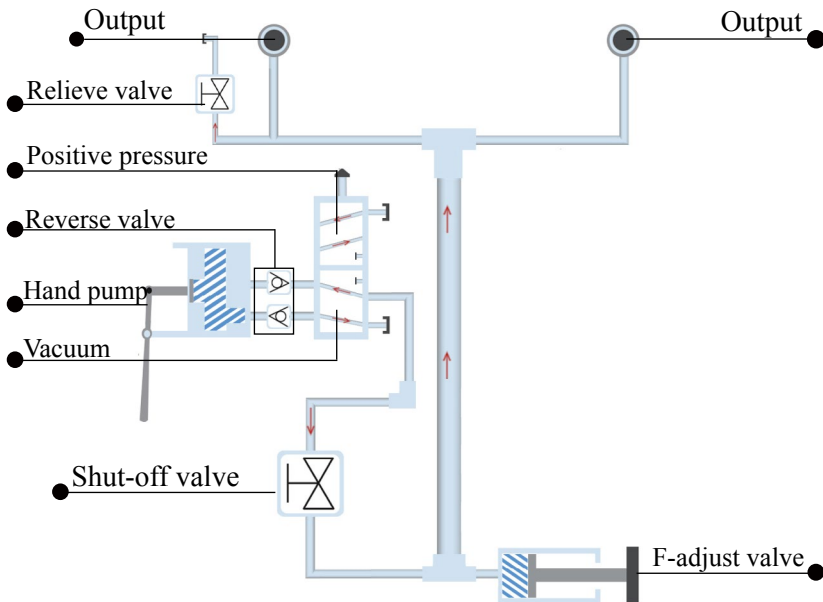 Output
Output
Relieve valve
Positive pressure
Reverse valve
Hand pump
Vacuum
Shut-off valve
F-adjust valve